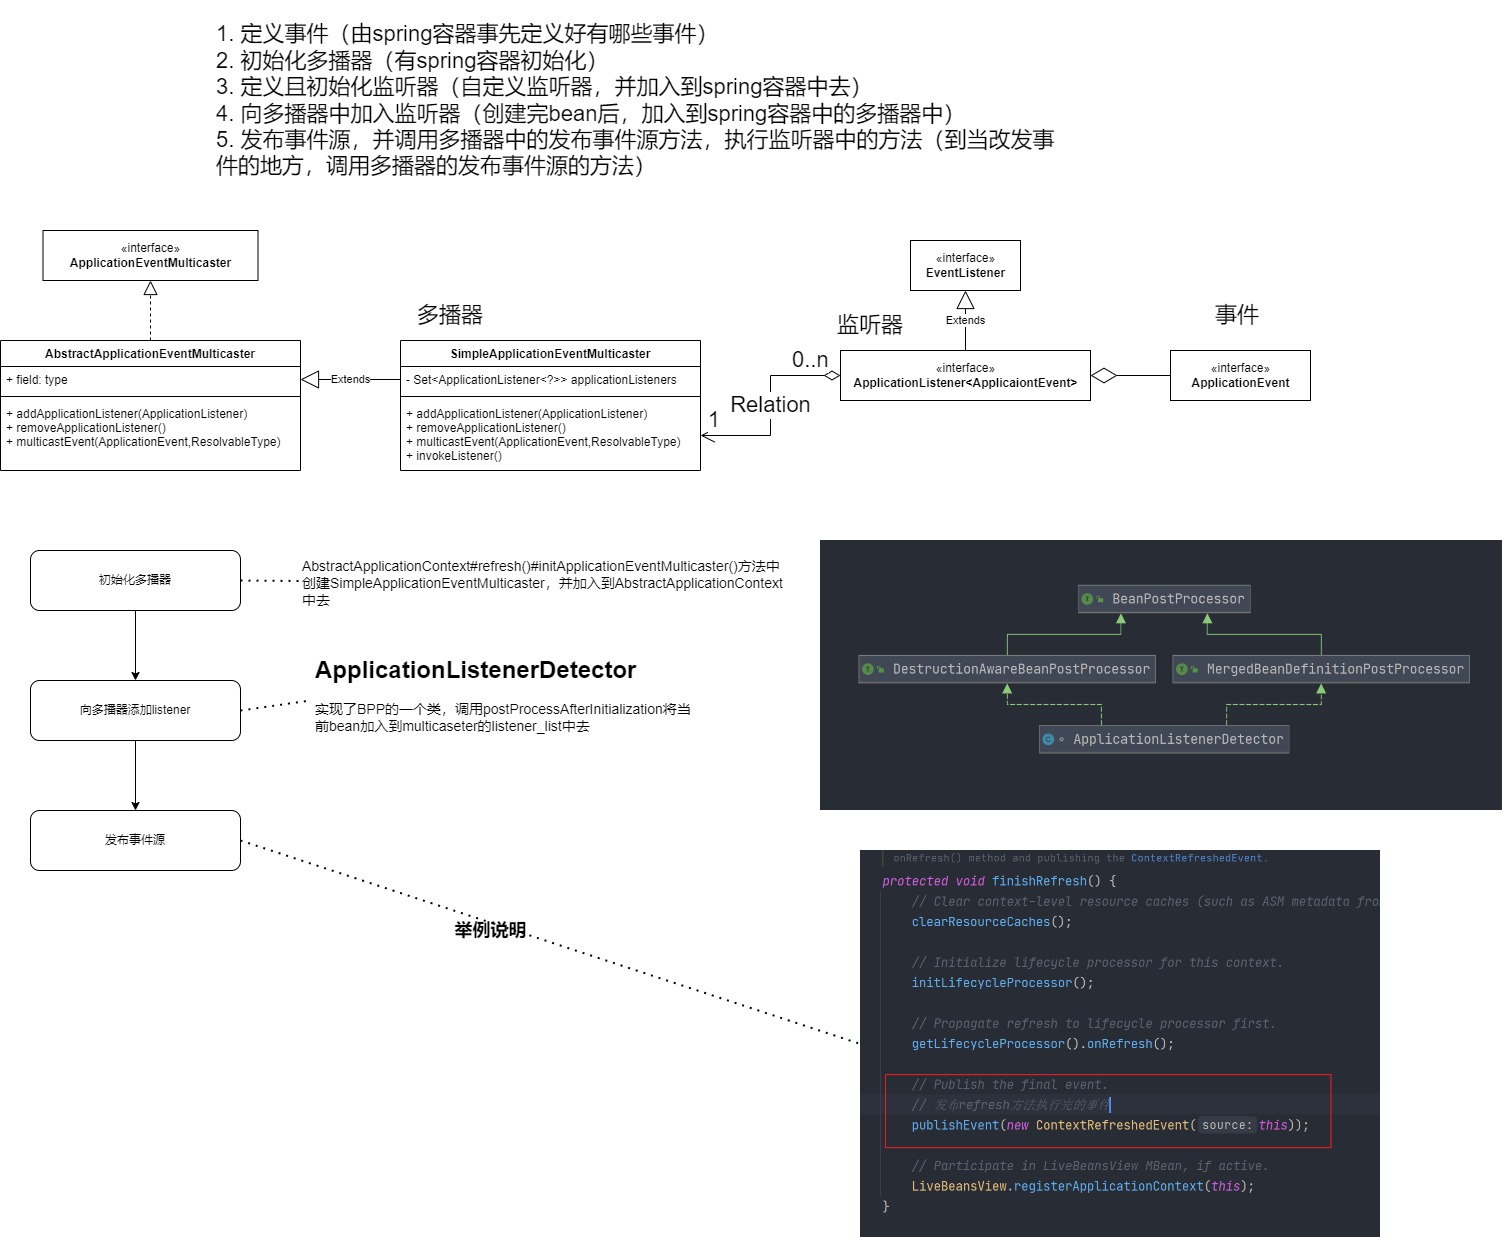 1. 定义事件（由spring容器事先定义好有哪些事件）
2. 初始化多播器（有spring容器初始化）
3. 定义且初始化监听器（自定义监听器，并加入到spring容器中去）
4. 向多播器中加入监听器（创建完bean后，加入到spring容器中的多播器中）
5. 发布事件源，并调用多播器中的发布事件源方法，执行监听器中的方法（到当改发事
件的地方，调用多播器的发布事件源的方法）
«interface»
ApplicationEventMulticaster
AbstractApplicationEventMulticaster
+ field: type
+ addApplicationListener(ApplicationListener)
+ removeApplicationListener()
+ multicastEvent(ApplicationEvent,ResolvableType)
Extends
多播器
SimpleApplicationEventMulticaster
- Set<ApplicationListener<?>> applicationListeners
+ addApplicationListener(ApplicationListener)
+ removeApplicationListener()
+ multicastEvent(ApplicationEvent,ResolvableType)
+ invokeListener()
0..n
Relation
1
«interface»
EventListener
Extends
监听器
«interface»
ApplicationListener<ApplicaiontEvent>
事件
«interface»
ApplicationEvent
初始化多播器
AbstractApplicationContext#refresh()#initApplicationEventMulticaster()方法中
创建SimpleApplicationEventMulticaster，并加入到AbstractApplicationContext
中去
向多播器添加listener
ApplicationListenerDetector
实现了BPP的一个类，调用postProcessAfterInitialization将当
前bean加入到multicaseter的listener_list中去
发布事件源
举例说明
BeanPostProcessor
DestructionAwareBeanPostProcessor
MergedBeanDefinitionPostProcessor
ApplicationListenerDetector
onRefresh() method and publishing the ContextRefreshedEvent.
protected void finishRefresh() {
// Clear context-level resource caches (such as ASM metadata fro
clearResourceCaches();
// Initialize lifecycle processor for this context.
initLifecycleProcessor();
// Propagate refresh to lifecycle processor first.
getLifecycleProcessor().onRefresh();
// Publish the final event.
// 发布refresh方法执行完的事件
publishEvent(new ContextRefreshedEvent( source: this));
// Participate in LiveBeansView MBean, if active.
LiveBeansView.registerApplicationContext(this);
}